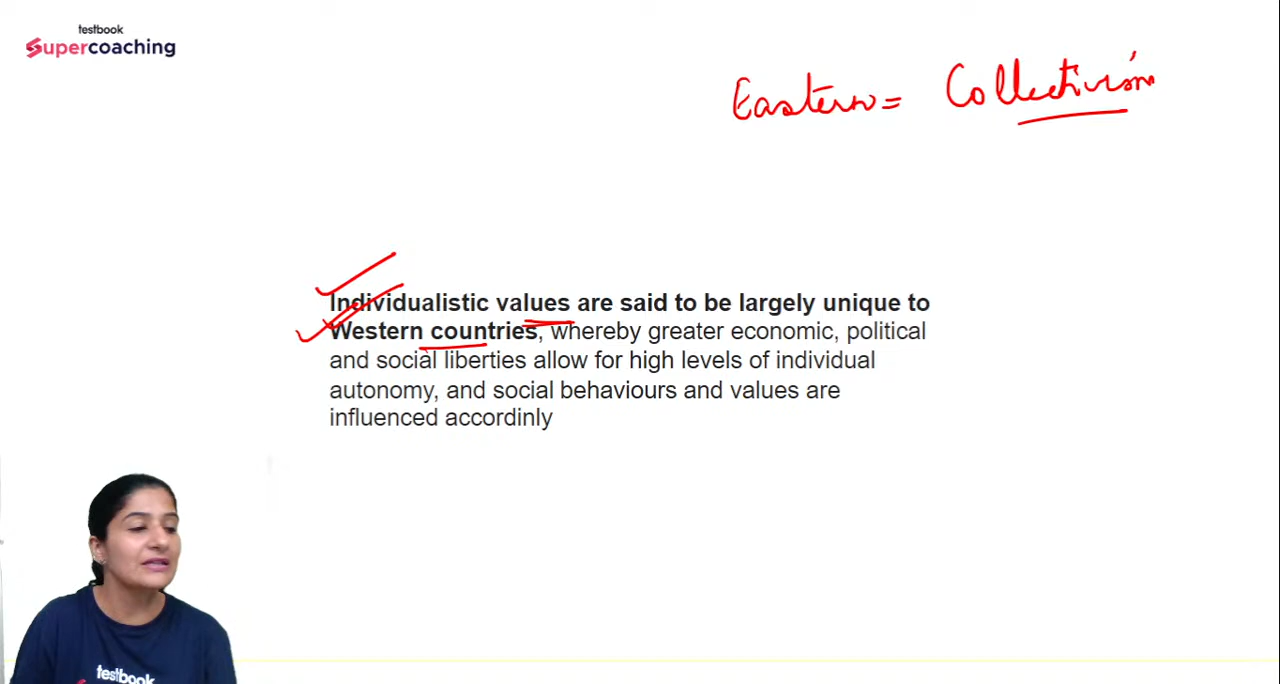 testbook
Supercoaching
Eastern = Collectivism
Individualistic values are said to be largely unique to
Western countries, whereby greater economic, political
and social liberties allow for high levels of individual
autonomy, and social behaviours and values are
influenced accordinly
testbook